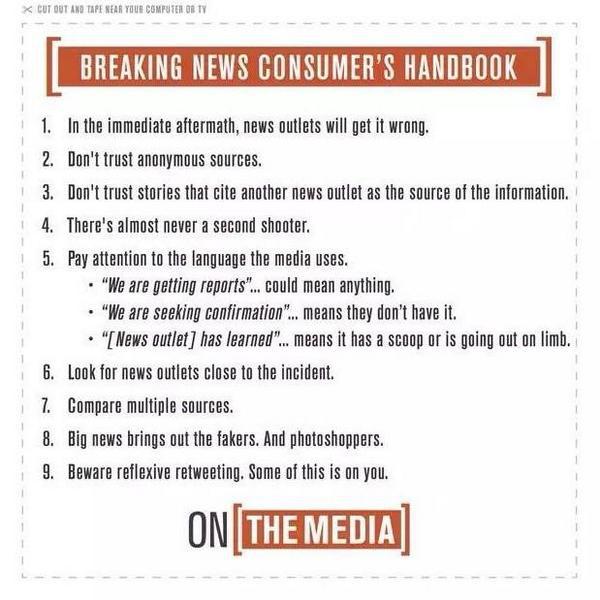 CUT OUT AND TAPE NEAR YOUR COMPUTER OR TV
BREAKING NEWS CONSUMER'S HANDBOOK
1. In the immediate aftermath, news outlets will get it wrong.
2. Don't trust anonymous sources.
3. Don't trust stories that cite another news outlet as the source of the information.
4. There's almost never a second shooter.
5. Pay attention to the language the media uses.
• “We are getting reports”... could mean anything.
• “We are seeking confirmation”... means they don't have it.
• “[News outlet] has learned”... means it has a scoop or is going out on limb.
6. Look for news outlets close to the incident.
7. Compare multiple sources.
8. Big news brings out the fakers. And photoshoppers.
9. Beware reflexive retweeting. Some of this is on you.
ON [THE MEDIA]